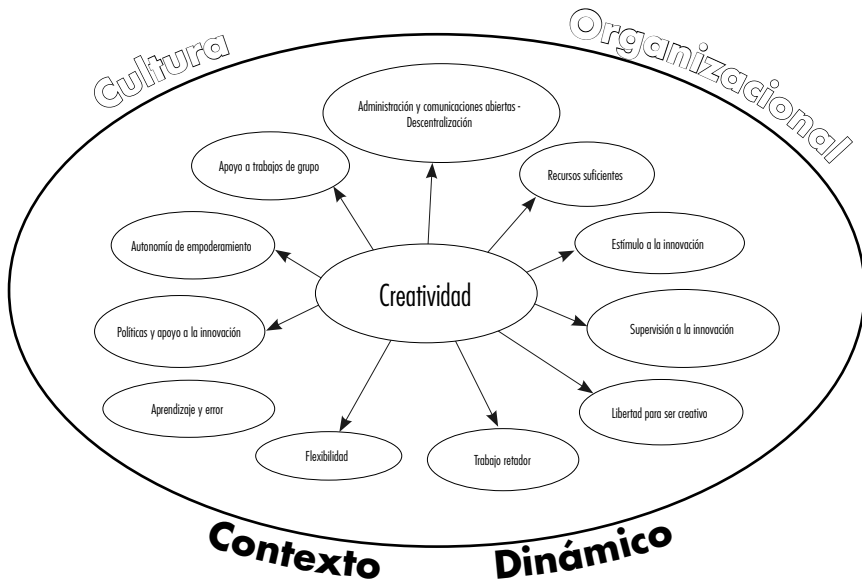 Cultura
Organizacional
Administración y comunicaciones abiertas -
Descentralización
Apoyo a trabajos de grupo
Recursos suficientes
Autonomía de empoderamiento
Estímulo a la innovación
Creatividad
Políticas y apoyo a la innovación
Supervisión a la innovación
Aprendizaje y error
Libertad para ser creativo
Flexibilidad
Trabajo retador
Contexto
Dinámico